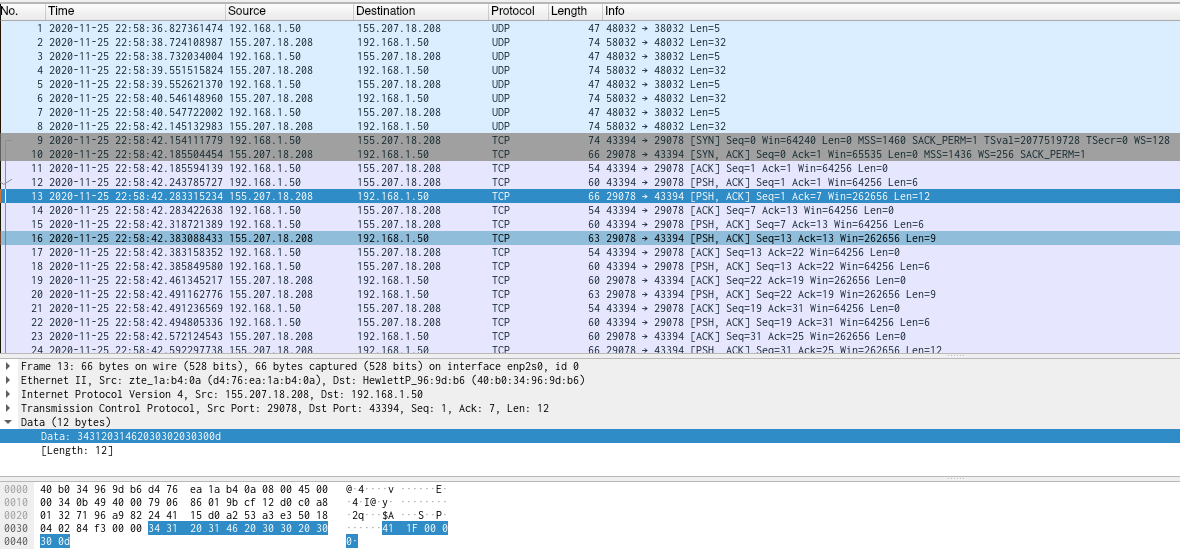 No. Time Source Destination Protocol Length Info
1 2020-11-25 22:58:36.827361474 192.168.1.50 155.207.18.208 UDP 47 48032 → 38032 Len=5
2 2020-11-25 22:58:38.724108987 155.207.18.208 192.168.1.50 UDP 74 58032 → 48032 Len=32
3 2020-11-25 22:58:38.732034004 192.168.1.50 155.207.18.208 UDP 47 48032 → 38032 Len=5
4 2020-11-25 22:58:39.551515824 155.207.18.208 192.168.1.50 UDP 74 58032 → 48032 Len=32
5 2020-11-25 22:58:39.552621370 192.168.1.50 155.207.18.208 UDP 47 48032 → 38032 Len=5
6 2020-11-25 22:58:40.546148960 155.207.18.208 192.168.1.50 UDP 74 58032 → 48032 Len=32
7 2020-11-25 22:58:40.547722002 192.168.1.50 155.207.18.208 UDP 47 48032 → 38032 Len=5
8 2020-11-25 22:58:42.145132983 155.207.18.208 192.168.1.50 UDP 74 58032 → 48032 Len=32
9 2020-11-25 22:58:42.154111779 192.168.1.50 155.207.18.208 TCP 74 43394 → 29078 [SYN] Seq=0 Win=64240 Len=0 MSS=1460 SACK_PERM=1 TSval=2077519728 TSecr=0 WS=128
10 2020-11-25 22:58:42.185504454 155.207.18.208 192.168.1.50 TCP 66 29078 → 43394 [SYN, ACK] Seq=0 Ack=1 Win=65535 Len=0 MSS=1436 WS=256 SACK_PERM=1
11 2020-11-25 22:58:42.185594139 192.168.1.50 155.207.18.208 TCP 54 43394 → 29078 [ACK] Seq=1 Ack=1 Win=64256 Len=0
12 2020-11-25 22:58:42.243785727 192.168.1.50 155.207.18.208 TCP 60 43394 → 29078 [PSH, ACK] Seq=1 Ack=1 Win=64256 Len=6
13 2020-11-25 22:58:42.283315234 155.207.18.208 192.168.1.50 TCP 66 29078 → 43394 [PSH, ACK] Seq=1 Ack=7 Win=262656 Len=12
14 2020-11-25 22:58:42.283422638 192.168.1.50 155.207.18.208 TCP 54 43394 → 29078 [ACK] Seq=7 Ack=13 Win=64256 Len=0
15 2020-11-25 22:58:42.318721389 192.168.1.50 155.207.18.208 TCP 60 43394 → 29078 [PSH, ACK] Seq=7 Ack=13 Win=64256 Len=6
16 2020-11-25 22:58:42.383088433 155.207.18.208 192.168.1.50 TCP 63 29078 → 43394 [PSH, ACK] Seq=13 Ack=13 Win=262656 Len=9
17 2020-11-25 22:58:42.383158352 192.168.1.50 155.207.18.208 TCP 54 43394 → 29078 [ACK] Seq=13 Ack=22 Win=64256 Len=0
18 2020-11-25 22:58:42.385849580 192.168.1.50 155.207.18.208 TCP 60 43394 → 29078 [PSH, ACK] Seq=13 Ack=22 Win=64256 Len=6
19 2020-11-25 22:58:42.461345217 155.207.18.208 192.168.1.50 TCP 60 29078 → 43394 [ACK] Seq=22 Ack=19 Win=262656 Len=0
20 2020-11-25 22:58:42.491162776 155.207.18.208 192.168.1.50 TCP 63 29078 → 43394 [PSH, ACK] Seq=22 Ack=19 Win=262656 Len=9
21 2020-11-25 22:58:42.491236569 192.168.1.50 155.207.18.208 TCP 54 43394 → 29078 [ACK] Seq=19 Ack=31 Win=64256 Len=0
22 2020-11-25 22:58:42.494805336 192.168.1.50 155.207.18.208 TCP 60 43394 → 29078 [PSH, ACK] Seq=19 Ack=31 Win=64256 Len=6
23 2020-11-25 22:58:42.572124543 155.207.18.208 192.168.1.50 TCP 60 29078 → 43394 [ACK] Seq=31 Ack=25 Win=262656 Len=0
24 2020-11-25 22:58:42.592297738 155.207.18.208 192.168.1.50 TCP 66 29078 → 43394 [PSH, ACK] Seq=31 Ack=25 Win=262656 Len=12
Frame 13: 66 bytes on wire (528 bits), 66 bytes captured (528 bits) on interface enp2s0, id 0
Ethernet II, Src: zte_1a:b4:0a (d4:76:ea:1a:b4:0a), Dst: HewlettP_96:9d:b6 (40:b0:34:96:9d:b6)
Internet Protocol Version 4, Src: 155.207.18.208, Dst: 192.168.1.50
Transmission Control Protocol, Src Port: 29078, Dst Port: 43394, Seq: 1, Ack: 7, Len: 12
Data (12 bytes)
Data: 34312031462030302030300d
[Length: 12]
0000 40 b0 34 96 9d b6 d4 76 ea 1a b4 0a 08 00 45 00 @·4····v ······E·
0010 00 34 0b 49 40 00 79 06 86 01 9b cf 12 d0 c0 a8 ·4·I@·y· ········
0020 01 32 71 96 a9 82 24 41 15 d0 a2 53 a3 e3 50 18 ·2q···$A ···S··P·
0030 04 02 84 f3 00 00 34 31 20 31 46 20 30 30 20 30 ······41 1F 00 0
0040 30 0d 0·